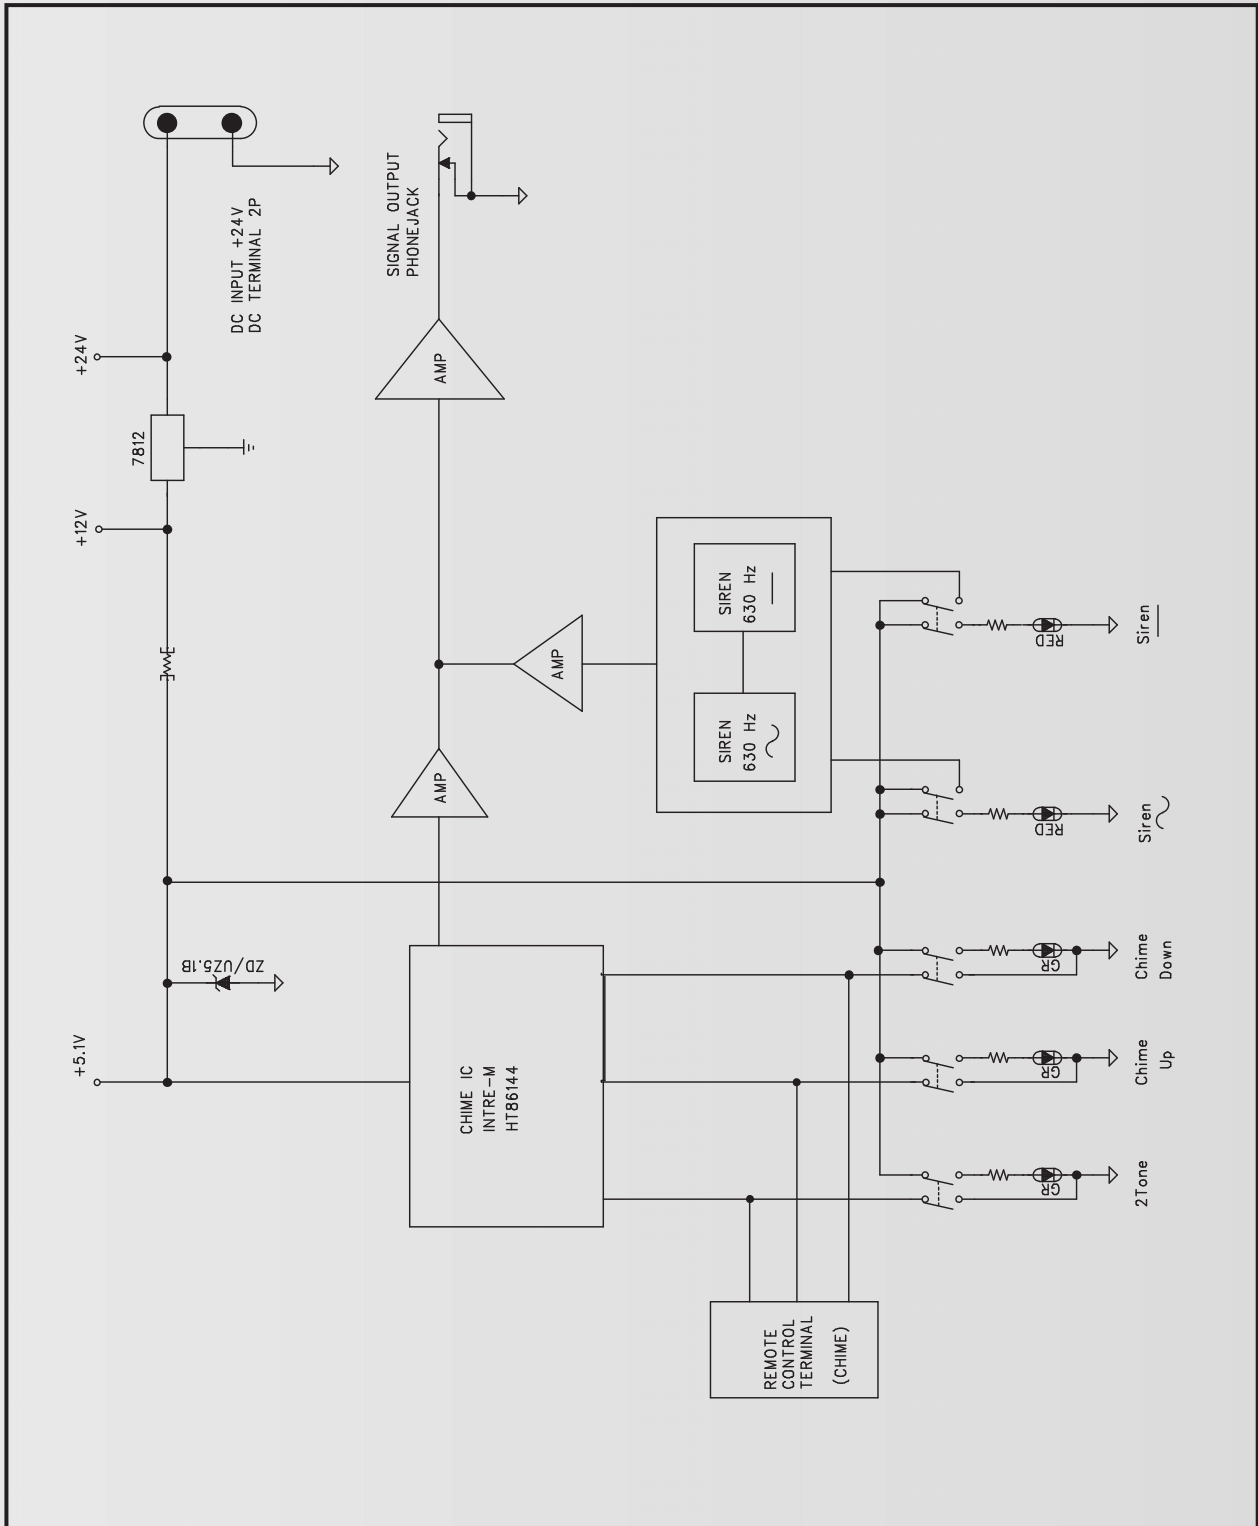 +5.1V
+12V
+24V
ZD/UZ5.1B
7812
DC INPUT +24V
DC TERMINAL 2P
SIGNAL OUTPUT
PHONEJACK
AMP
AMP
AMP
CHIME IC
INTRE-M
HT86144
SIREN
630 Hz
SIREN
630 Hz
REMOTE
CONTROL
TERMINAL
(CHIME)
GR
GR
GR
RED
RED
2Tone
Chime
Up
Chime
Down
Siren
Siren